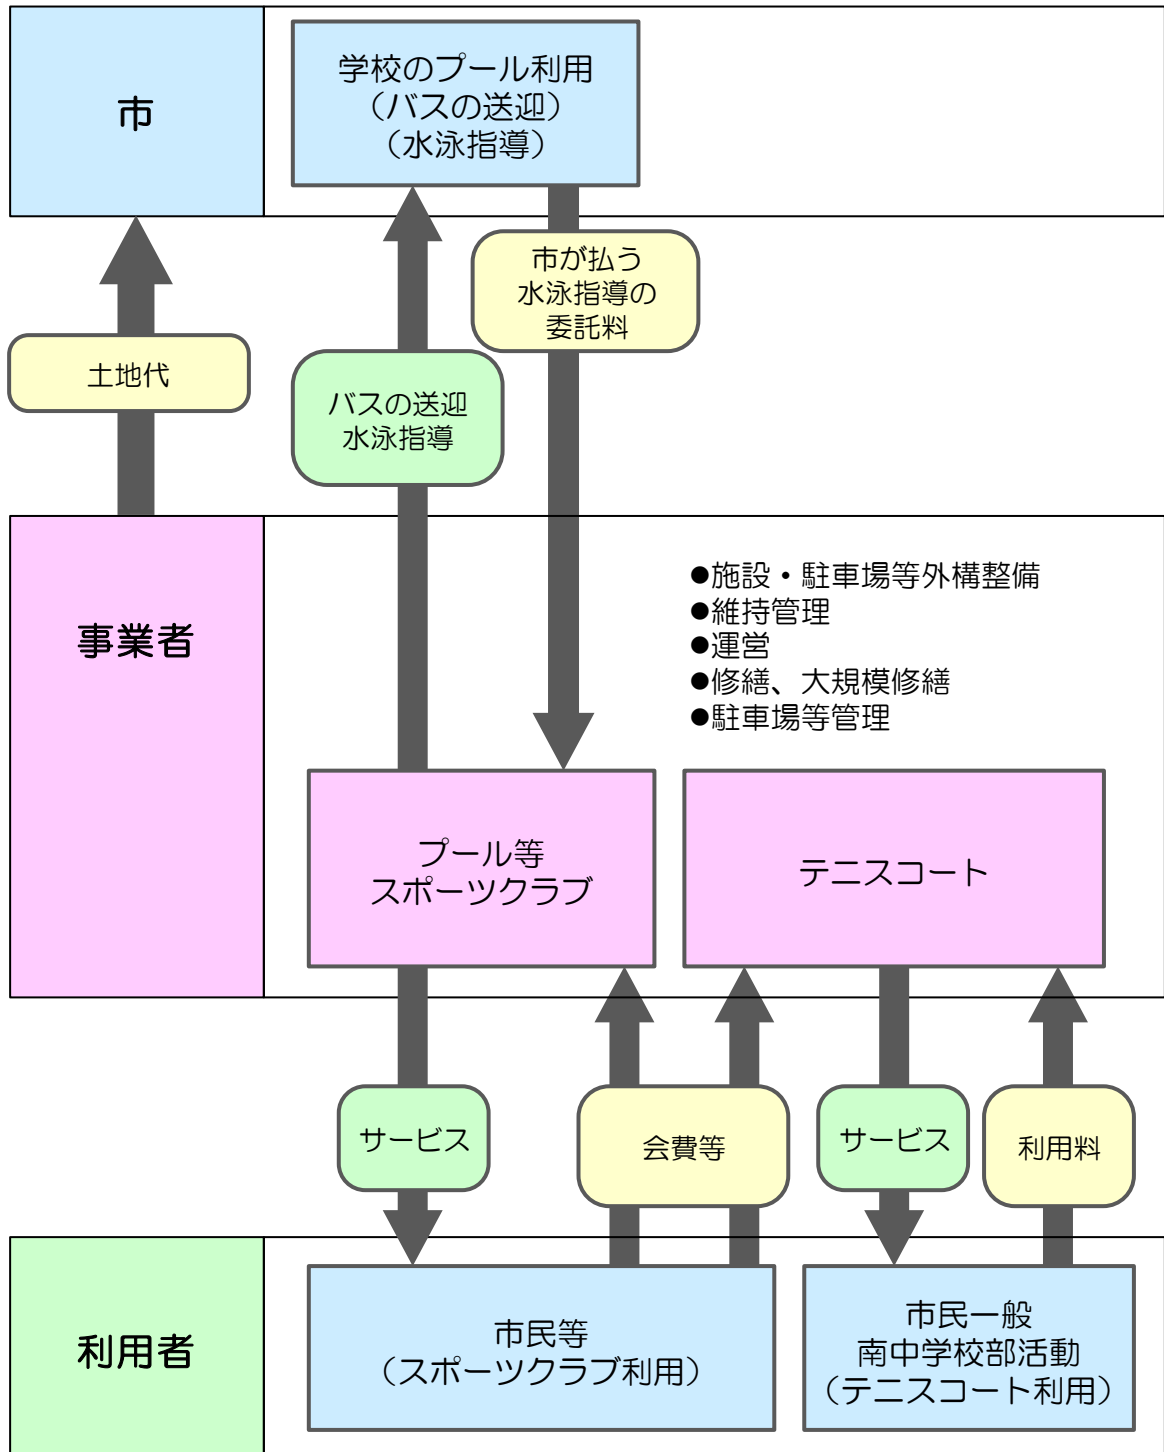 市
学校のプール利用
（バスの送迎）
（水泳指導）
市が払う
水泳指導の
委託料
土地代
バスの送迎
水泳指導
事業者
●施設・駐車場等外構整備
●維持管理
●運営
●修繕、大規模修繕
●駐車場等管理
プール等
スポーツクラブ
テニスコート
サービス
会費等
サービス
利用料
利用者
市民等
（スポーツクラブ利用）
市民一般
南中学校部活動
（テニスコート利用）